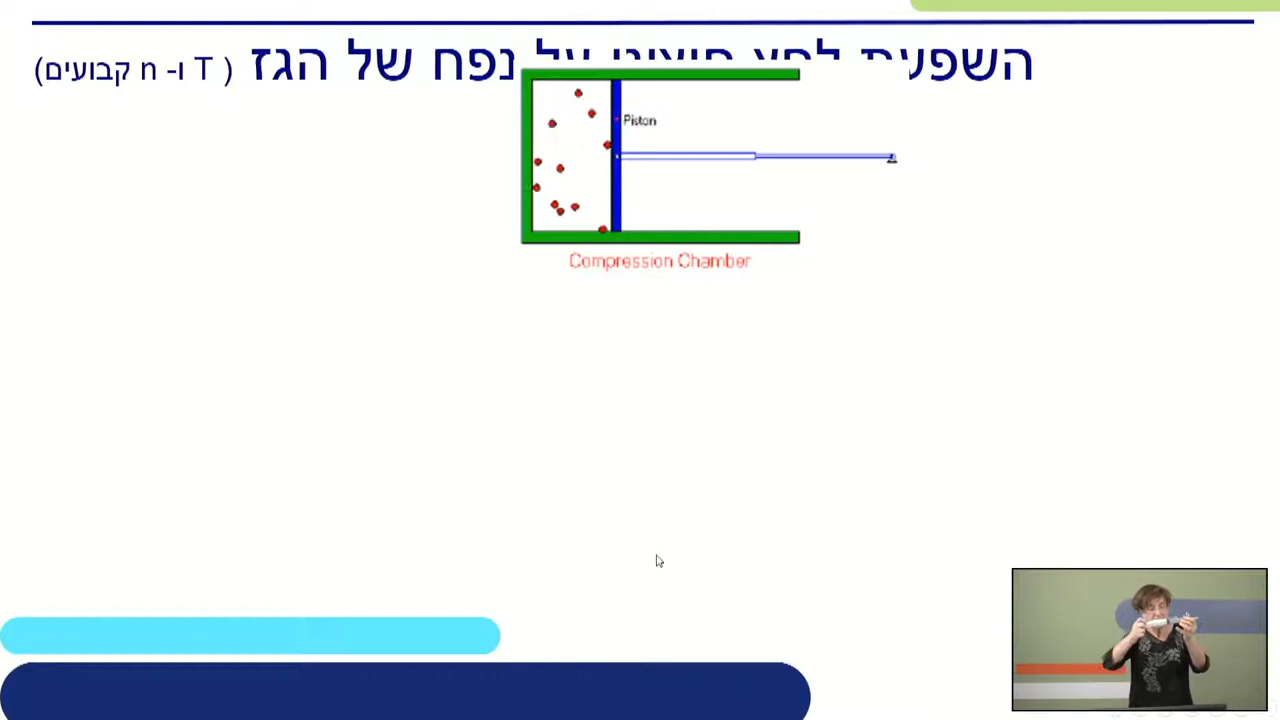 השפעת לחץ חיצוני על נפח של הגז ( T ו- n קבועים)
Piston
Compression Chamber